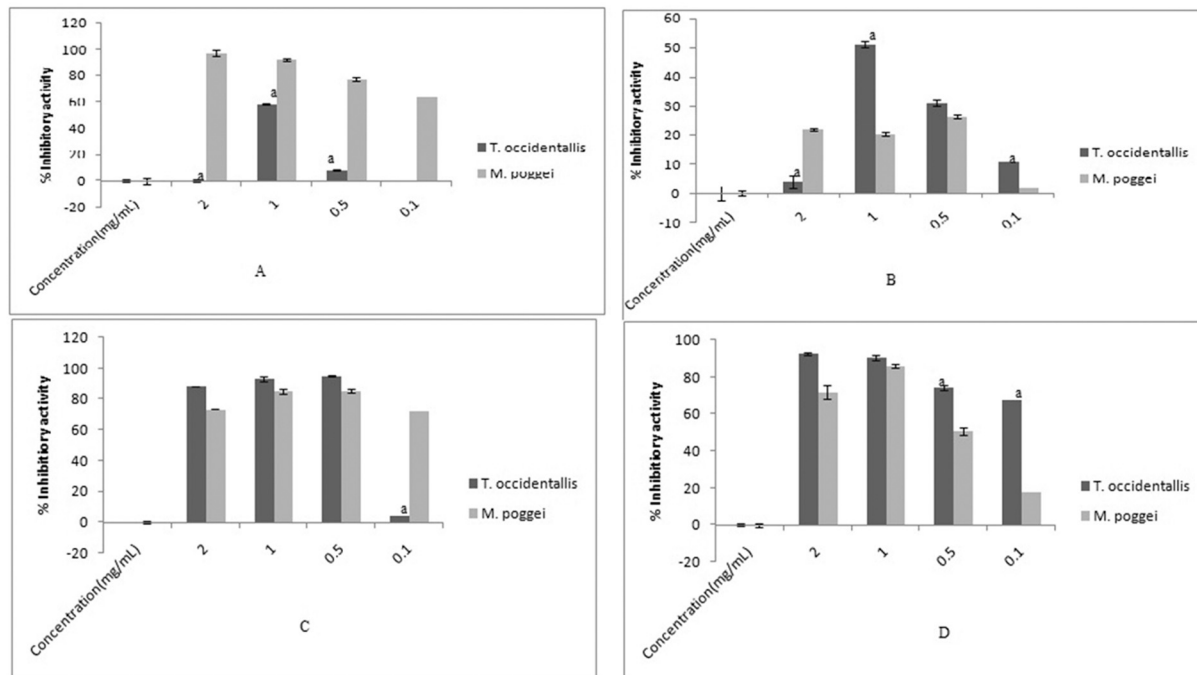 % Inhibitory activity
120
100
80
60
40
20
0
-20
a
a
a
T. occidentallis
M. poggei
Concentration(mg/mL)
2
1
0.5
0.1
A
% Inhibitory activity
60
50
40
30
20
10
0
-10
a
a
a
T. occidentallis
M. poggei
Concentration(mg/mL)
2
1
0.5
0.1
B
% Inhibitiory activity
120
100
80
60
40
20
0
-20
a
T. occidentallis
M. poggei
Concentration(mg/mL)
2
1
0.5
0.1
C
% Inhibitiory activity
100
80
60
40
20
0
-20
a
a
T. occidentallis
M. poggei
Concentration(mg/mL)
2
1
0.5
0.1
D